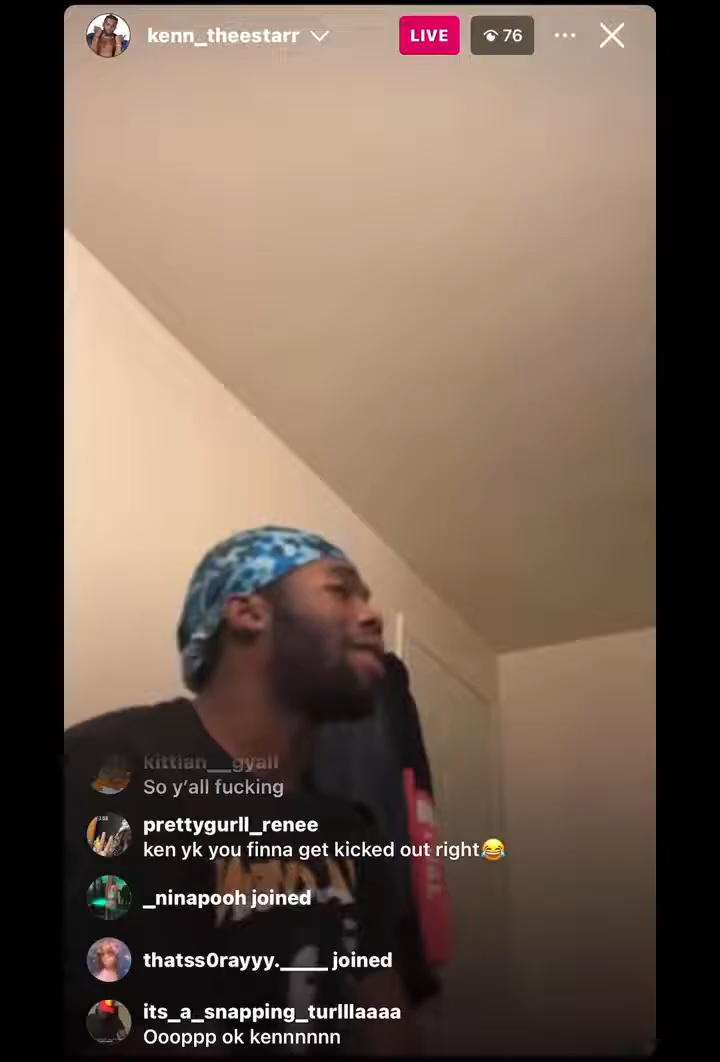 kenn_theestarr
LIVE
76
kittian__gyall
So y'all fucking
prettygurll_renee
ken yk you finna get kicked out right😂
_ninapooh joined
thatss0rayyy.____ joined
its_a_snapping_turlllaaaa
Oooppp ok kennnnnn